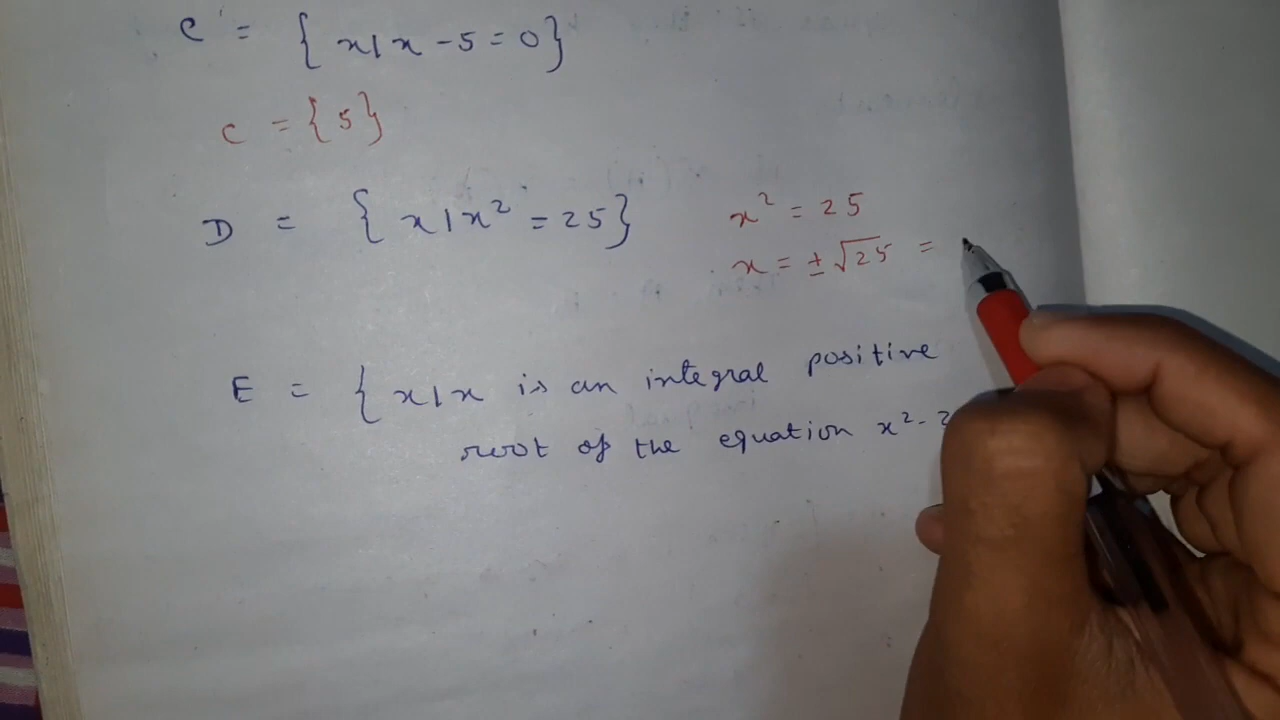 C = { x | x - 5 = 0 }
C = { 5 }
D = { x | x² = 25 }
x² = 25
x = ± √25 =
E = { x | x is an integral positive
root of the equation x² -